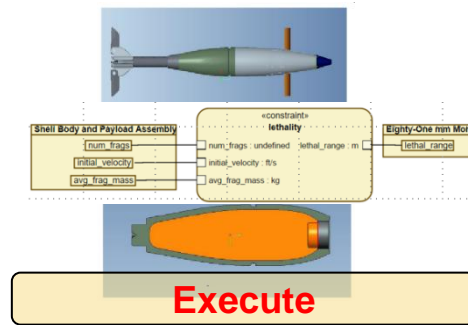 «constraint»
lethality
Shell Body and Payload Assembly
Eighty-One mm Mor
num_frags
num_frags : undefined
lethal_range : m
lethal_range
initial_velocity
initial_velocity : ft/s
avg_frag_mass
avg_frag_mass : kg
Execute